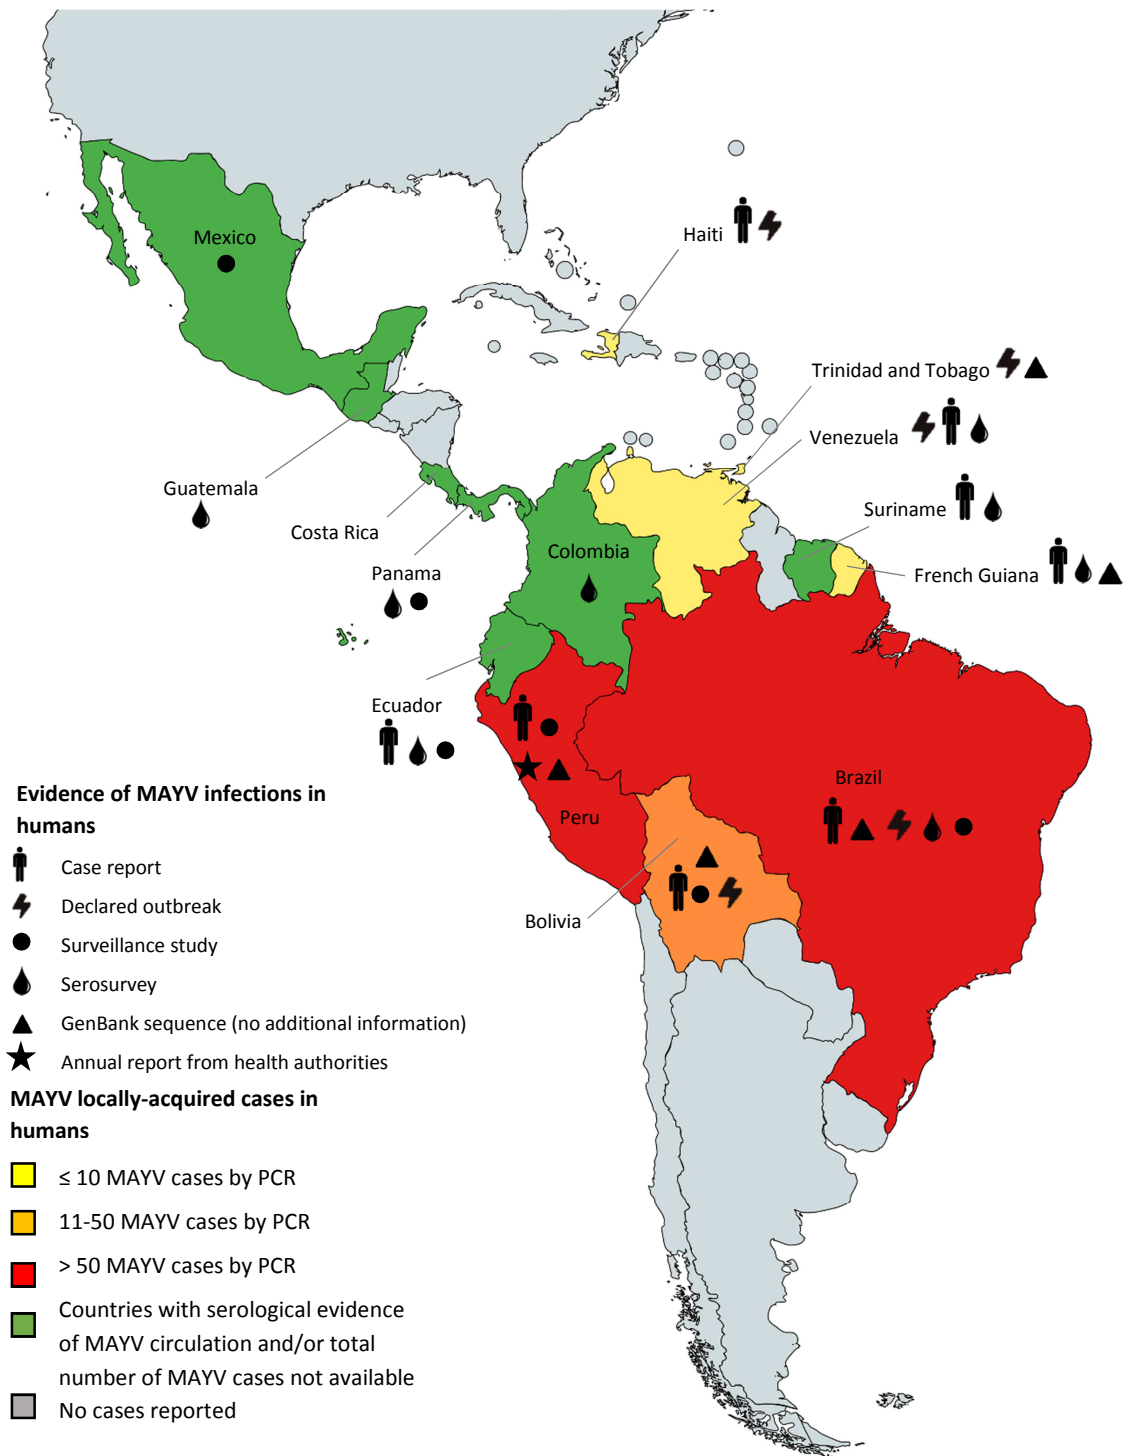 Mexico
Haiti
Trinidad and Tobago
Venezuela
Guatemala
Suriname
Costa Rica
Colombia
Panama
French Guiana
Ecuador
Brazil
Peru
Bolivia
Evidence of MAYV infections in
humans
Case report
Declared outbreak
Surveillance study
Serosurvey
GenBank sequence (no additional information)
Annual report from health authorities
MAYV locally-acquired cases in
humans
≤ 10 MAYV cases by PCR
11-50 MAYV cases by PCR
> 50 MAYV cases by PCR
Countries with serological evidence
of MAYV circulation and/or total
number of MAYV cases not available
No cases reported